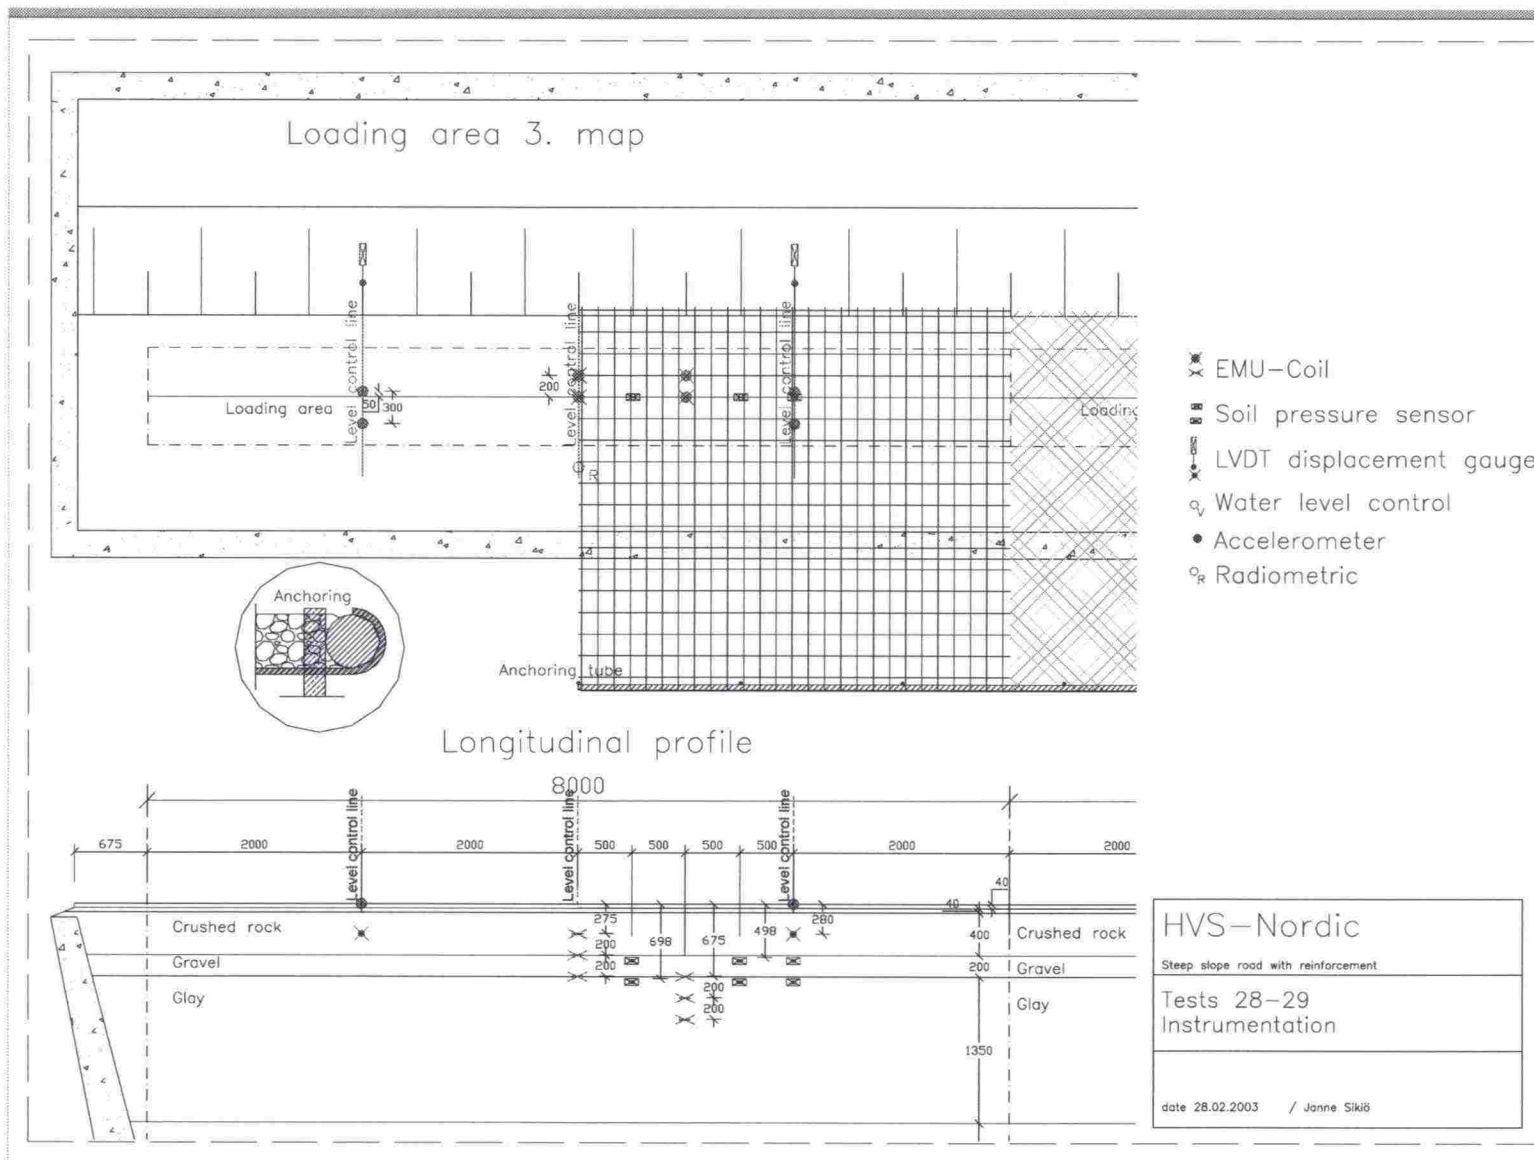 Loading area 3. map
Level control line
Level control line
Level control line
200
50
300
Loading area
Loading
R
EMU-Coil
Soil pressure sensor
LVDT displacement gauge
V Water level control
Accelerometer
R Radiometric
Anchoring
Anchoring tube
Longitudinal profile
8000
Level control line
Level control line
Level control line
675
2000
2000
500
500
500
500
2000
2000
40
40
275
200
200
698
675
498
280
400
200
200
200
1350
Crushed rock
Gravel
Glay
Crushed rock
Gravel
Glay
HVS-Nordic
Steep slope road with reinforcement
Tests 28-29
Instrumentation
date 28.02.2003 / Janne Sikiö